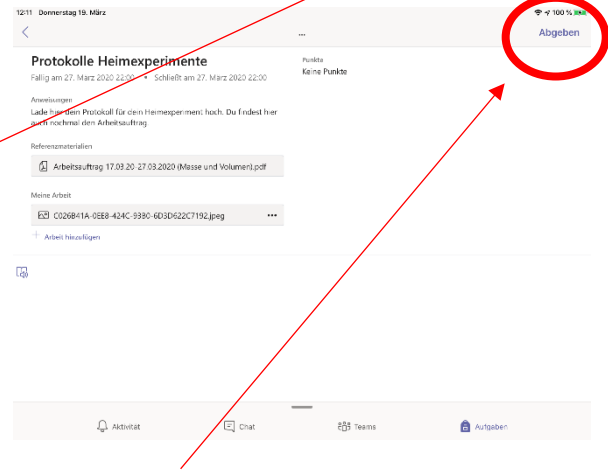 12:11 Donnerstag 19. März
100 %
...
Abgeben
Protokolle Heimexperimente
Fällig am 27. März 2020 22:00 • Schließt am 27. März 2020 22:00
Punkte
Keine Punkte
Anweisungen
Lade hier dein Protokoll für dein Heimexperiment hoch. Du findest hier
auch nochmal den Arbeitsauftrag.
Referenzmaterialien
Arbeitsauftrag 17.03.20-27.03.2020 (Masse und Volumen).pdf
Meine Arbeit
C026B41A-0EE8-424C-93B0-6D3D622C7192.jpeg
Arbeit hinzufügen
Aktivität
Chat
Teams
Aufgaben